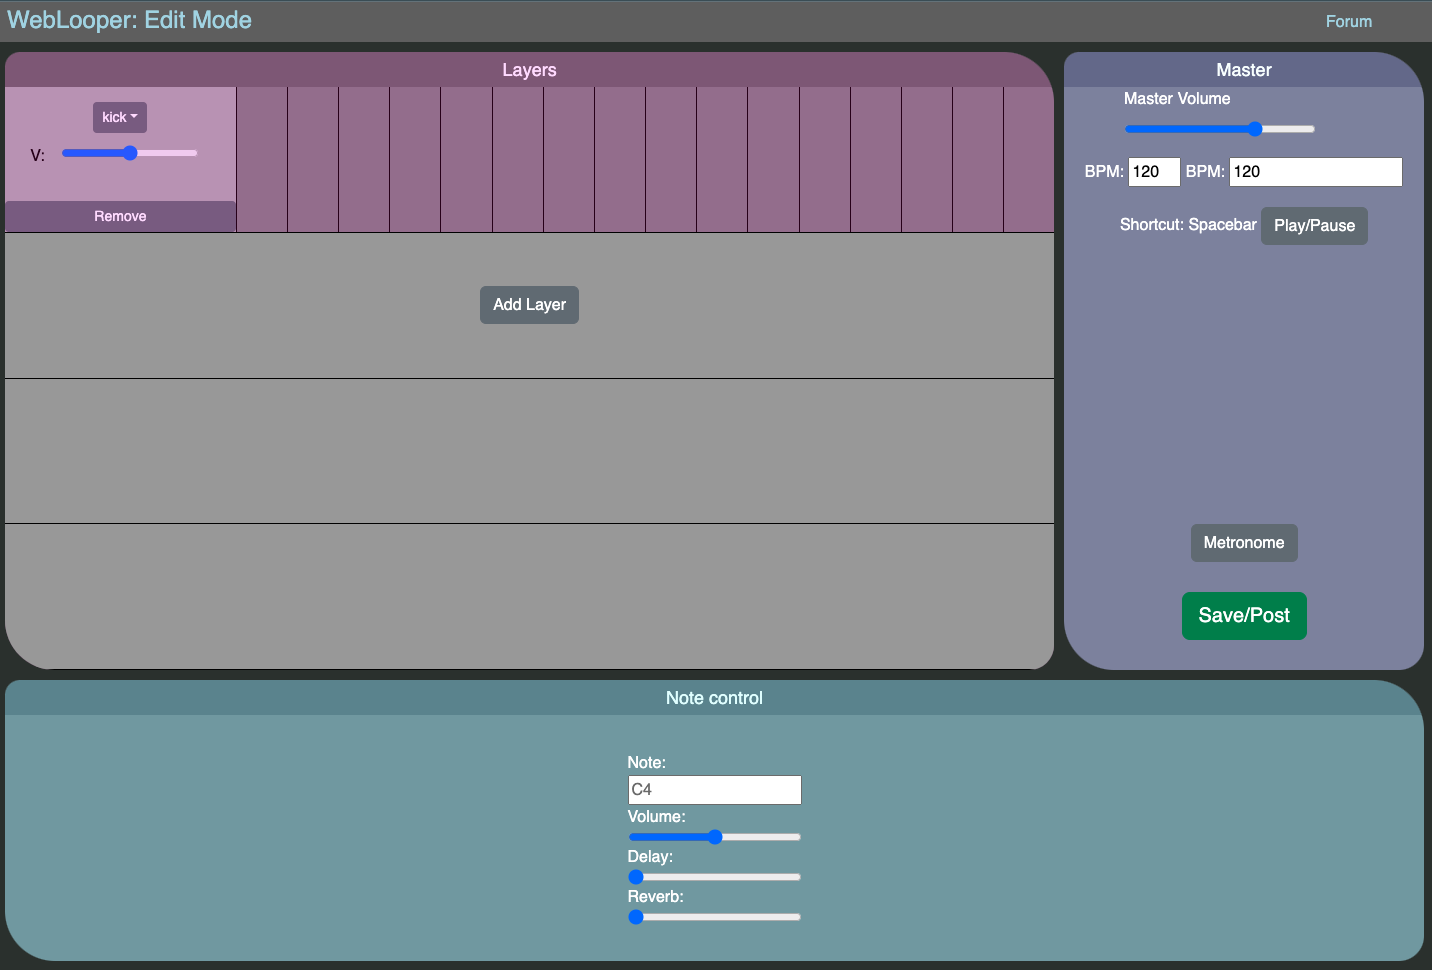 WebLooper: Edit Mode
Forum
Layers
kick
V:
Remove
Add Layer
Master
Master Volume
BPM: 120 BPM: 120
Shortcut: Spacebar Play/Pause
Metronome
Save/Post
Note control
Note:
C4
Volume:
Delay:
Reverb: